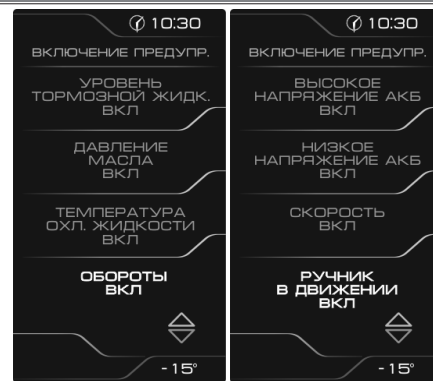 10:30
ВКЛЮЧЕНИЕ ПРЕДУПР.
УРОВЕНЬ
ТОРМОЗНОЙ ЖИДК.
ВКЛ
ДАВЛЕНИЕ
МАСЛА
ВКЛ
ТЕМПЕРАТУРА
ОХЛ. ЖИДКОСТИ
ВКЛ
ОБОРОТЫ
ВКЛ
-15°
10:30
ВКЛЮЧЕНИЕ ПРЕДУПР.
ВЫСОКОЕ
НАПРЯЖЕНИЕ АКБ
ВКЛ
НИЗКОЕ
НАПРЯЖЕНИЕ АКБ
ВКЛ
СКОРОСТЬ
ВКЛ
РУЧНИК
В ДВИЖЕНИИ
ВКЛ
-15°